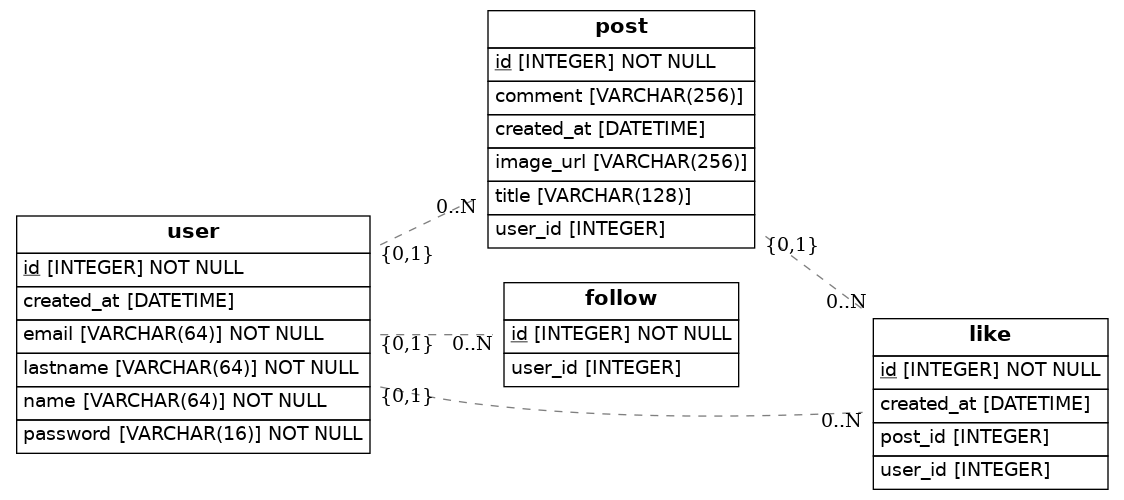 post
id [INTEGER] NOT NULL
comment [VARCHAR(256)]
created_at [DATETIME]
image_url [VARCHAR(256)]
title [VARCHAR(128)]
user_id [INTEGER]
0..N
{0,1}
user
id [INTEGER] NOT NULL
created_at [DATETIME]
email [VARCHAR(64)] NOT NULL
lastname [VARCHAR(64)] NOT NULL
name [VARCHAR(64)] NOT NULL
password [VARCHAR(16)] NOT NULL
{0,1}
0..N
{0,1}
0..N
follow
id [INTEGER] NOT NULL
user_id [INTEGER]
{0,1}
0..N
like
id [INTEGER] NOT NULL
created_at [DATETIME]
post_id [INTEGER]
user_id [INTEGER]